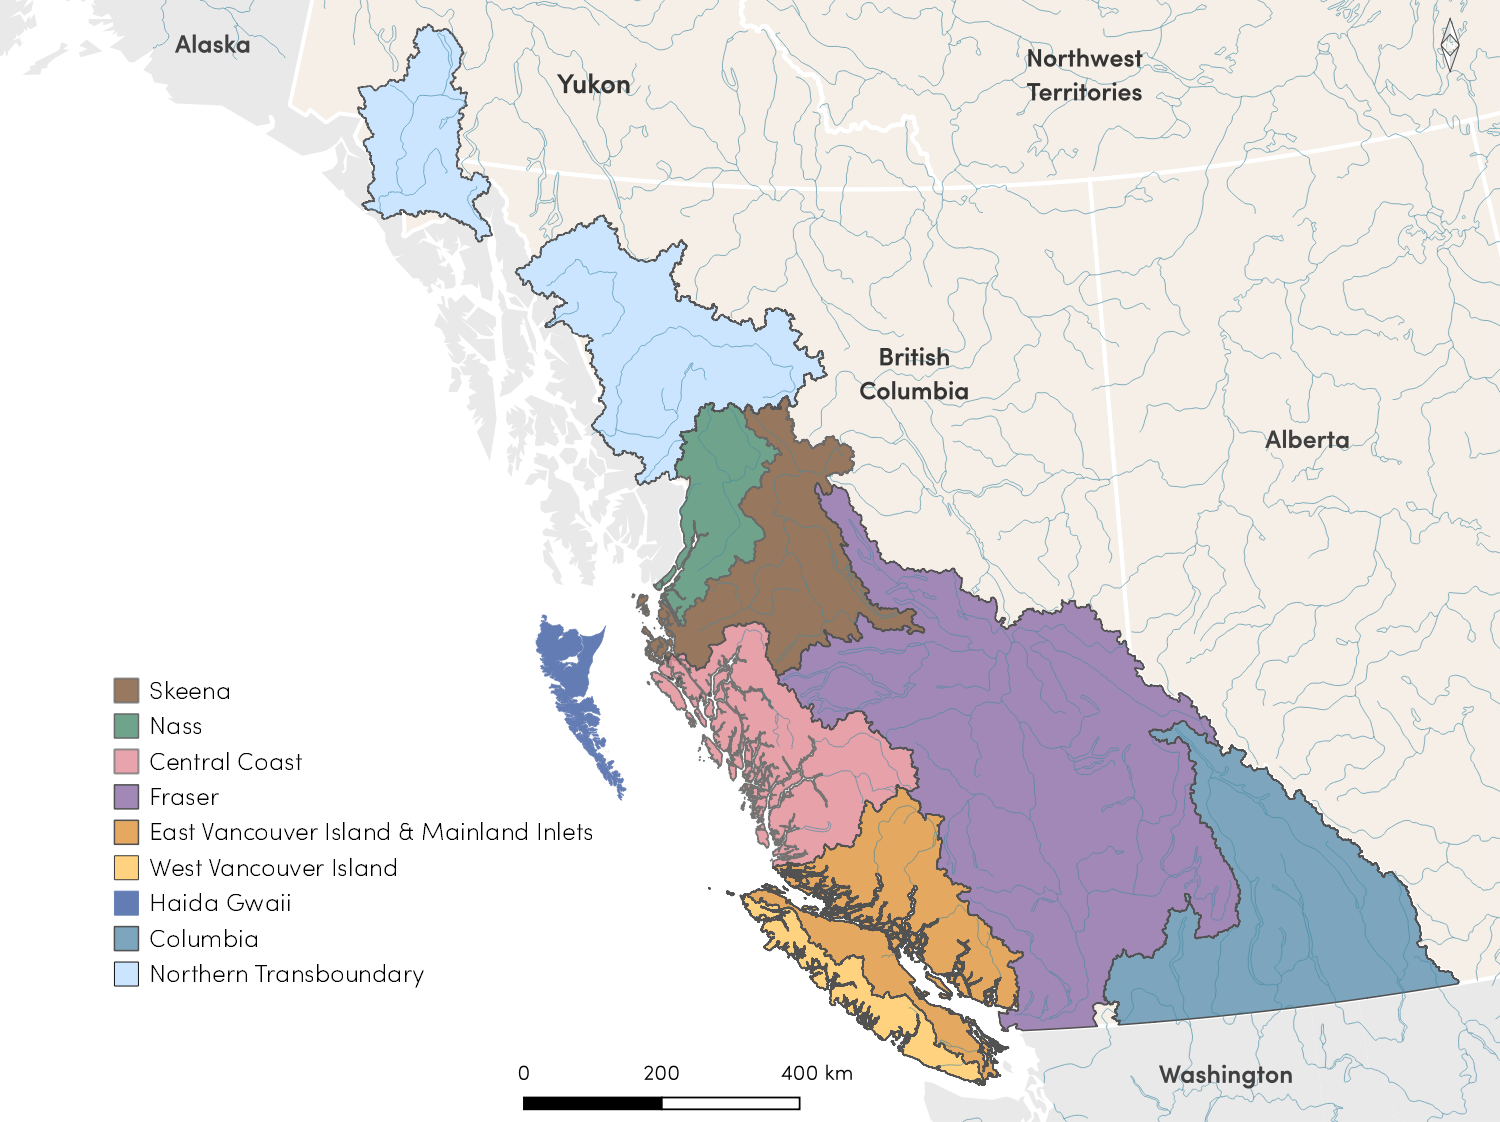 Alaska
Yukon
Northwest
Territories
British
Columbia
Alberta
Skeena
Nass
Central Coast
Fraser
East Vancouver Island & Mainland Inlets
West Vancouver Island
Haida Gwaii
Columbia
Northern Transboundary
0 200 400 km
Washington